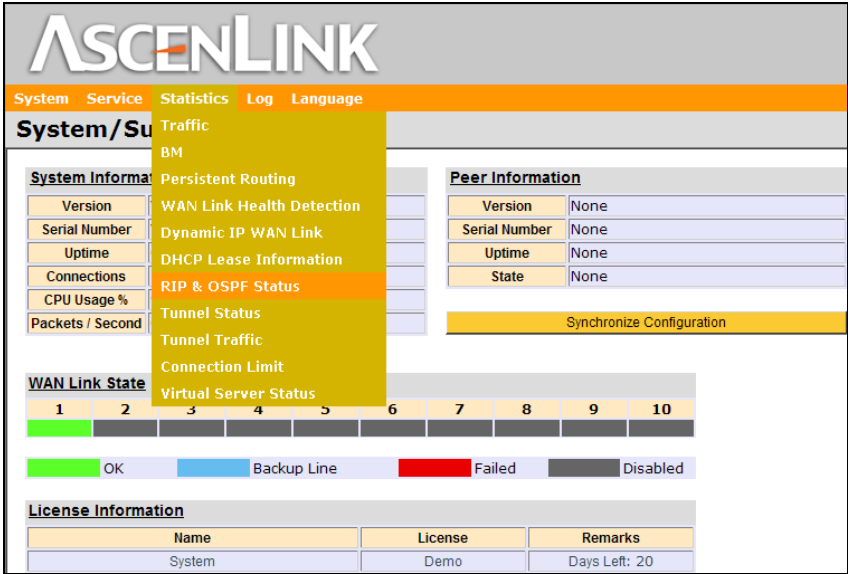 ASCENLINK
System Service Statistics Log Language
System/Su
Traffic
BM
Persistent Routing
WAN Link Health Detection
Dynamic IP WAN Link
DHCP Lease Information
RIP & OSPF Status
Tunnel Status
Tunnel Traffic
Connection Limit
Virtual Server Status
System Informat
Version
Serial Number
Uptime
Connections
CPU Usage %
Packets / Second
Peer Information
Version None
Serial Number None
Uptime None
State None
Synchronize Configuration
WAN Link State
1 2 3 4 5 6 7 8 9 10
OK Backup Line Failed Disabled
License Information
Name License Remarks
System Demo Days Left: 20